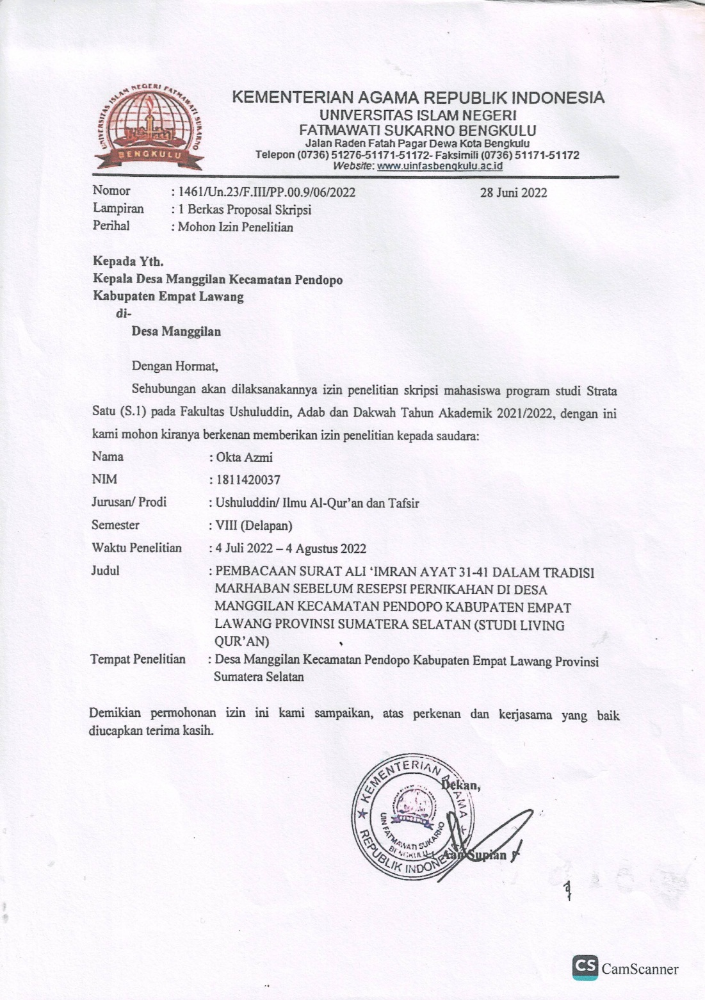 UNIVERSITAS ISLAM NEGERI FATMAWATI SUKARNO
BENGKULU
KEMENTERIAN AGAMA REPUBLIK INDONESIA
UNIVERSITAS ISLAM NEGERI
FATMAWATI SUKARNO BENGKULU
Jalan Raden Fatah Pagar Dewa Kota Bengkulu
Telepon (0736) 51276-51171-51172- Faksimili (0736) 51171-51172
Website: www.uinfasbengkulu.ac.id
Nomor : 1461/Un.23/F.III/PP.00.9/06/2022 28 Juni 2022
Lampiran : 1 Berkas Proposal Skripsi
Perihal : Mohon Izin Penelitian
Kepada Yth.
Kepala Desa Manggilan Kecamatan Pendopo
Kabupaten Empat Lawang
di-
Desa Manggilan
Dengan Hormat,
Sehubungan akan dilaksanakannya izin penelitian skripsi mahasiswa program studi Strata
Satu (S.1) pada Fakultas Ushuluddin, Adab dan Dakwah Tahun Akademik 2021/2022, dengan ini
kami mohon kiranya berkenan memberikan izin penelitian kepada saudara:
Nama : Okta Azmi
NIM : 1811420037
Jurusan/ Prodi : Ushuluddin/ Ilmu Al-Qur’an dan Tafsir
Semester : VIII (Delapan)
Waktu Penelitian : 4 Juli 2022 – 4 Agustus 2022
Judul : PEMBACAAN SURAT ALI ‘IMRAN AYAT 31-41 DALAM TRADISI
MARHABAN SEBELUM RESEPSI PERNIKAHAN DI DESA
MANGGILAN KECAMATAN PENDOPO KABUPATEN EMPAT
LAWANG PROVINSI SUMATERA SELATAN (STUDI LIVING
QUR’AN)
Tempat Penelitian : Desa Manggilan Kecamatan Pendopo Kabupaten Empat Lawang Provinsi
Sumatera Selatan
Demikian permohonan izin ini kami sampaikan, atas perkenan dan kerjasama yang baik
diucapkan terima kasih.
Dekan,
KEMENTERIAN AGAMA
UIN FATMAWATI SUKARNO
BENGKULU
REPUBLIK INDONESIA
Aan Supian
CS CamScanner